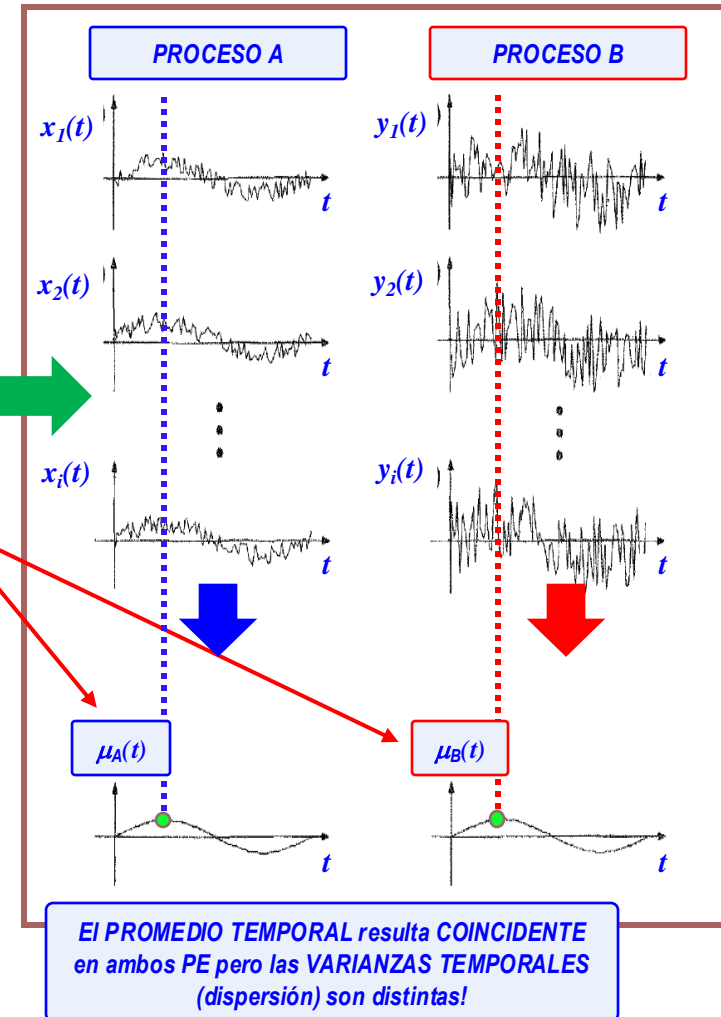 PROCESO A
PROCESO B
x1(t)
y1(t)
t
t
x2(t)
y2(t)
t
t
xi(t)
yi(t)
t
t
μA(t)
μB(t)
t
t
El PROMEDIO TEMPORAL resulta COINCIDENTE
en ambos PE pero las VARIANZAS TEMPORALES
(dispersión) son distintas!